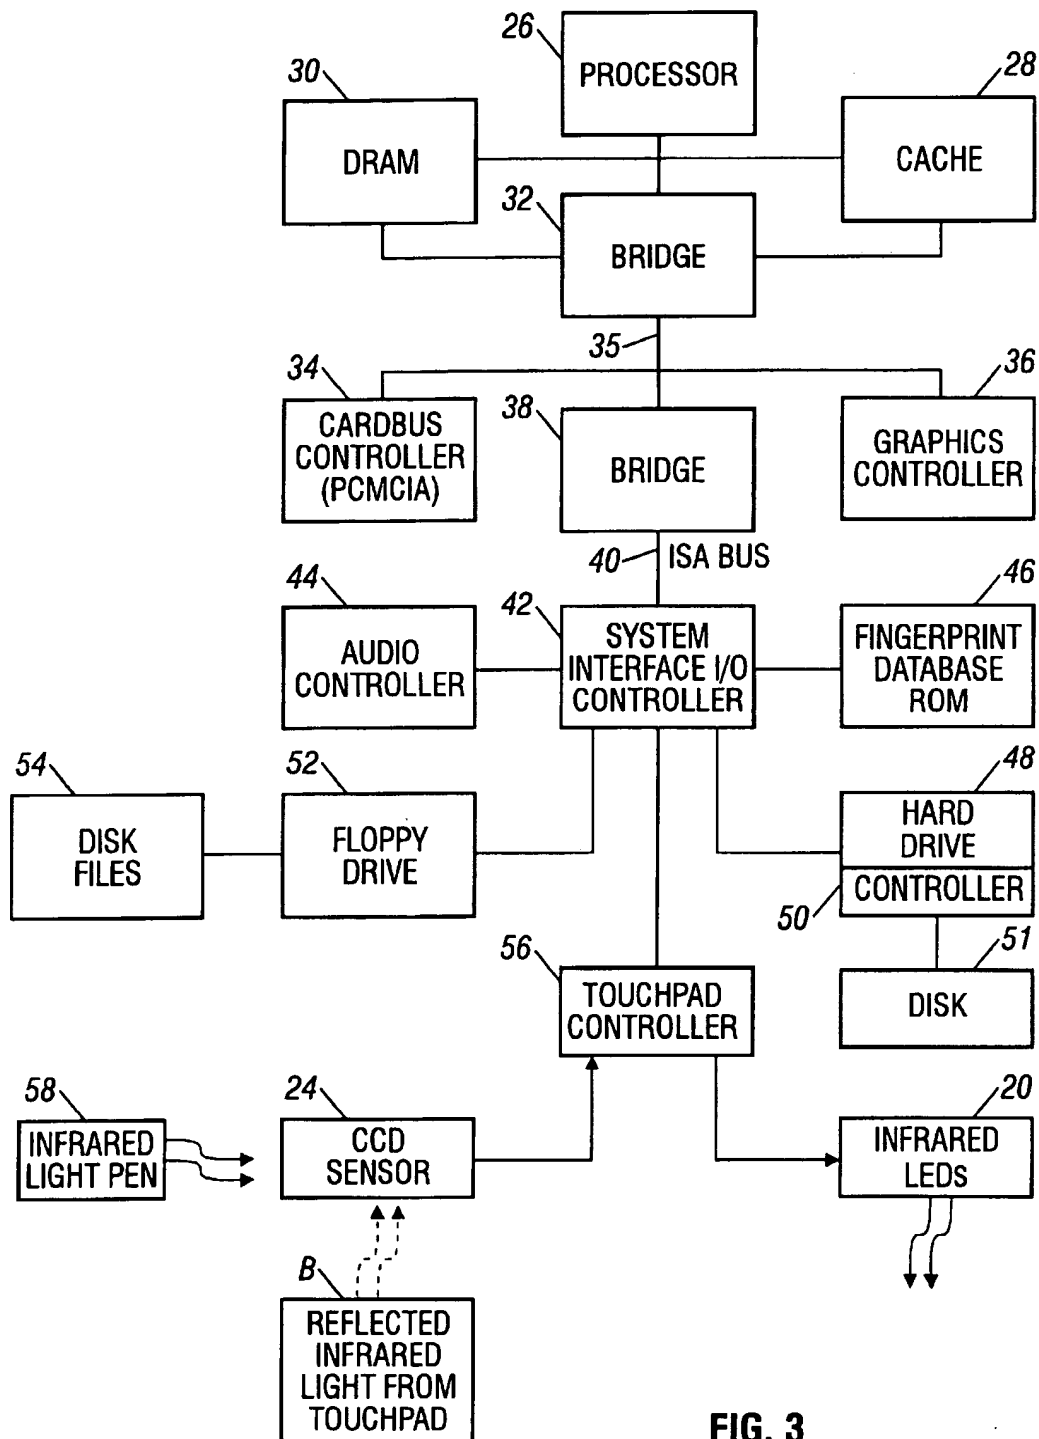 26
PROCESSOR
30
DRAM
28
CACHE
32
BRIDGE
35
34
CARDBUS
CONTROLLER
(PCMCIA)
38
BRIDGE
36
GRAPHICS
CONTROLLER
40
ISA BUS
44
AUDIO
CONTROLLER
42
SYSTEM
INTERFACE I/O
CONTROLLER
46
FINGERPRINT
DATABASE
ROM
54
DISK
FILES
52
FLOPPY
DRIVE
48
HARD
DRIVE
50
CONTROLLER
51
DISK
56
TOUCHPAD
CONTROLLER
58
INFRARED
LIGHT PEN
24
CCD
SENSOR
20
INFRARED
LEDs
B
REFLECTED
INFRARED
LIGHT FROM
TOUCHPAD
FIG. 3